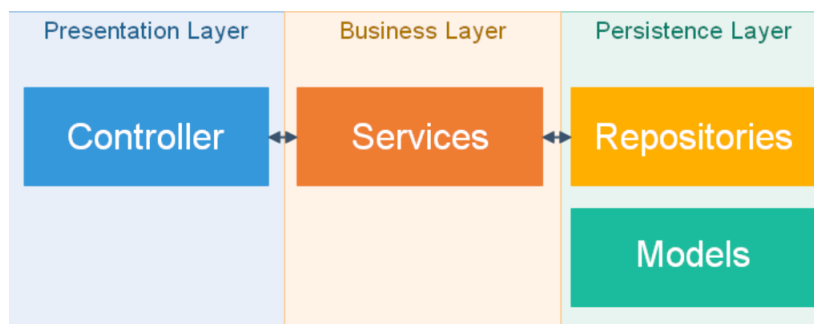 Presentation Layer
Business Layer
Persistence Layer
Controller
Services
Repositories
Models